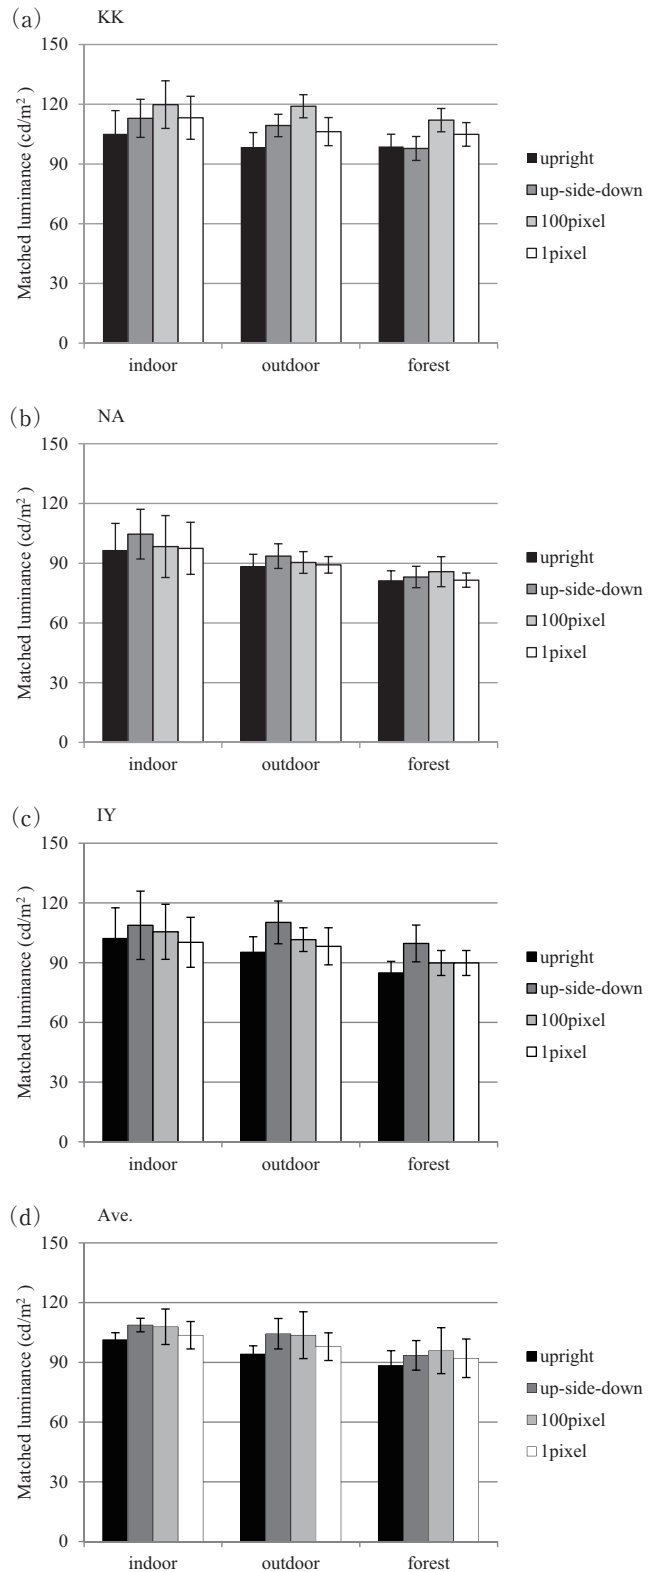 (a) KK
Matched luminance (cd/m² )
150
120
90
60
30
0
indoor outdoor forest
upright
up-side-down
100pixel
1pixel
(b) NA
Matched luminance (cd/m² )
150
120
90
60
30
0
indoor outdoor forest
upright
up-side-down
100pixel
1pixel
(c) IY
Matched luminance (cd/m² )
150
120
90
60
30
0
indoor outdoor forest
upright
up-side-down
100pixel
1pixel
(d) Ave.
Matched luminance (cd/m² )
150
120
90
60
30
0
indoor outdoor forest
upright
up-side-down
100pixel
1pixel